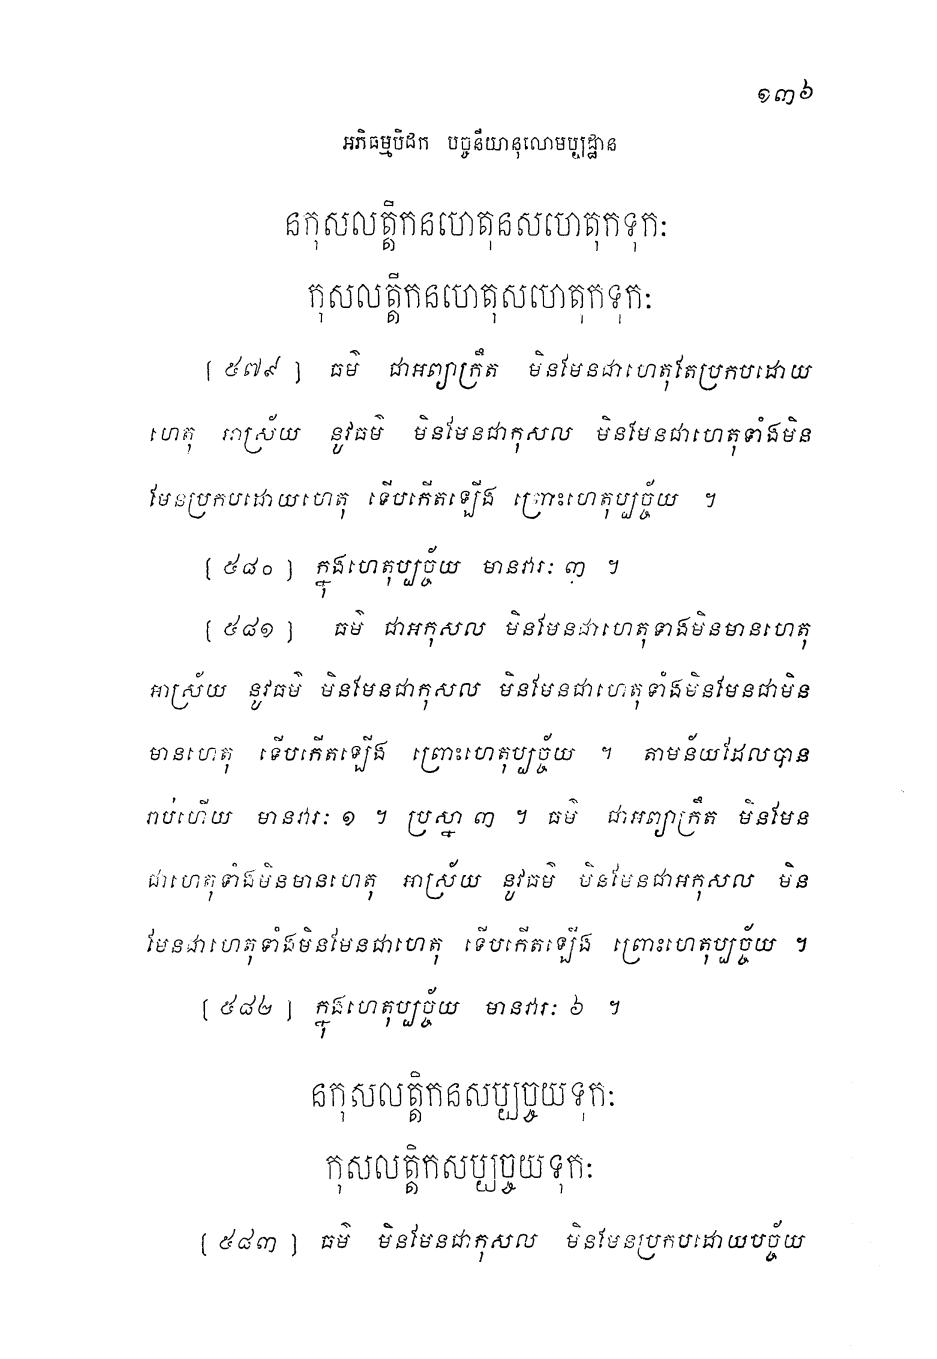 ១៣៦
អភិធម្មបិដក បច្ចនីយានុលោមប្បដ្ឋាន
នកុសលត្តិកនហេតុនសហេតុកទុកៈ
កុសលត្តិកនហេតុសហេតុកទុកៈ
[ ៥៧៩ ] ធម៌ ជាអព្យាក្រឹត មិនមែនជាហេតុតែប្រកបដោយ
ហេតុ អាស្រ័យ នូវធម៌ មិនមែនជាកុសល មិនមែនជាហេតុទាំងមិន
មែនប្រកបដោយហេតុ ទើបកើតឡើង ព្រោះហេតុប្បច្ច័យ ។
[ ៥៨០ ] ក្នុងហេតុប្បច្ច័យ មានវារៈ ៣ ។
[ ៥៨១ ] ធម៌ ជាអកុសល មិនមែនជាហេតុទាំងមិនមានហេតុ
អាស្រ័យ នូវធម៌ មិនមែនជាកុសល មិនមែនជាហេតុទាំងមិនមែនជាមិន
មានហេតុ ទើបកើតឡើង ព្រោះហេតុប្បច្ច័យ ។ តាមន័យដែលបាន
រាប់ហើយ មានវារៈ ១ ។ ប្រស្នា ៣ ។ ធម៌ ជាអព្យាក្រឹត មិនមែន
ជាហេតុទាំងមិនមានហេតុ អាស្រ័យ នូវធម៌ មិនមែនជាអកុសល មិន
មែនជាហេតុទាំងមិនមែនជាហេតុ ទើបកើតឡើង ព្រោះហេតុប្បច្ច័យ ។
[ ៥៨២ ] ក្នុងហេតុប្បច្ច័យ មានវារៈ ៦ ។
នកុសលត្តិកនសប្បច្ចយទុកៈ
កុសលត្តិកសប្បច្ចយទុកៈ
[ ៥៨៣ ] ធម៌ មិនមែនជាកុសល មិនមែនប្រកបដោយបច្ច័យ